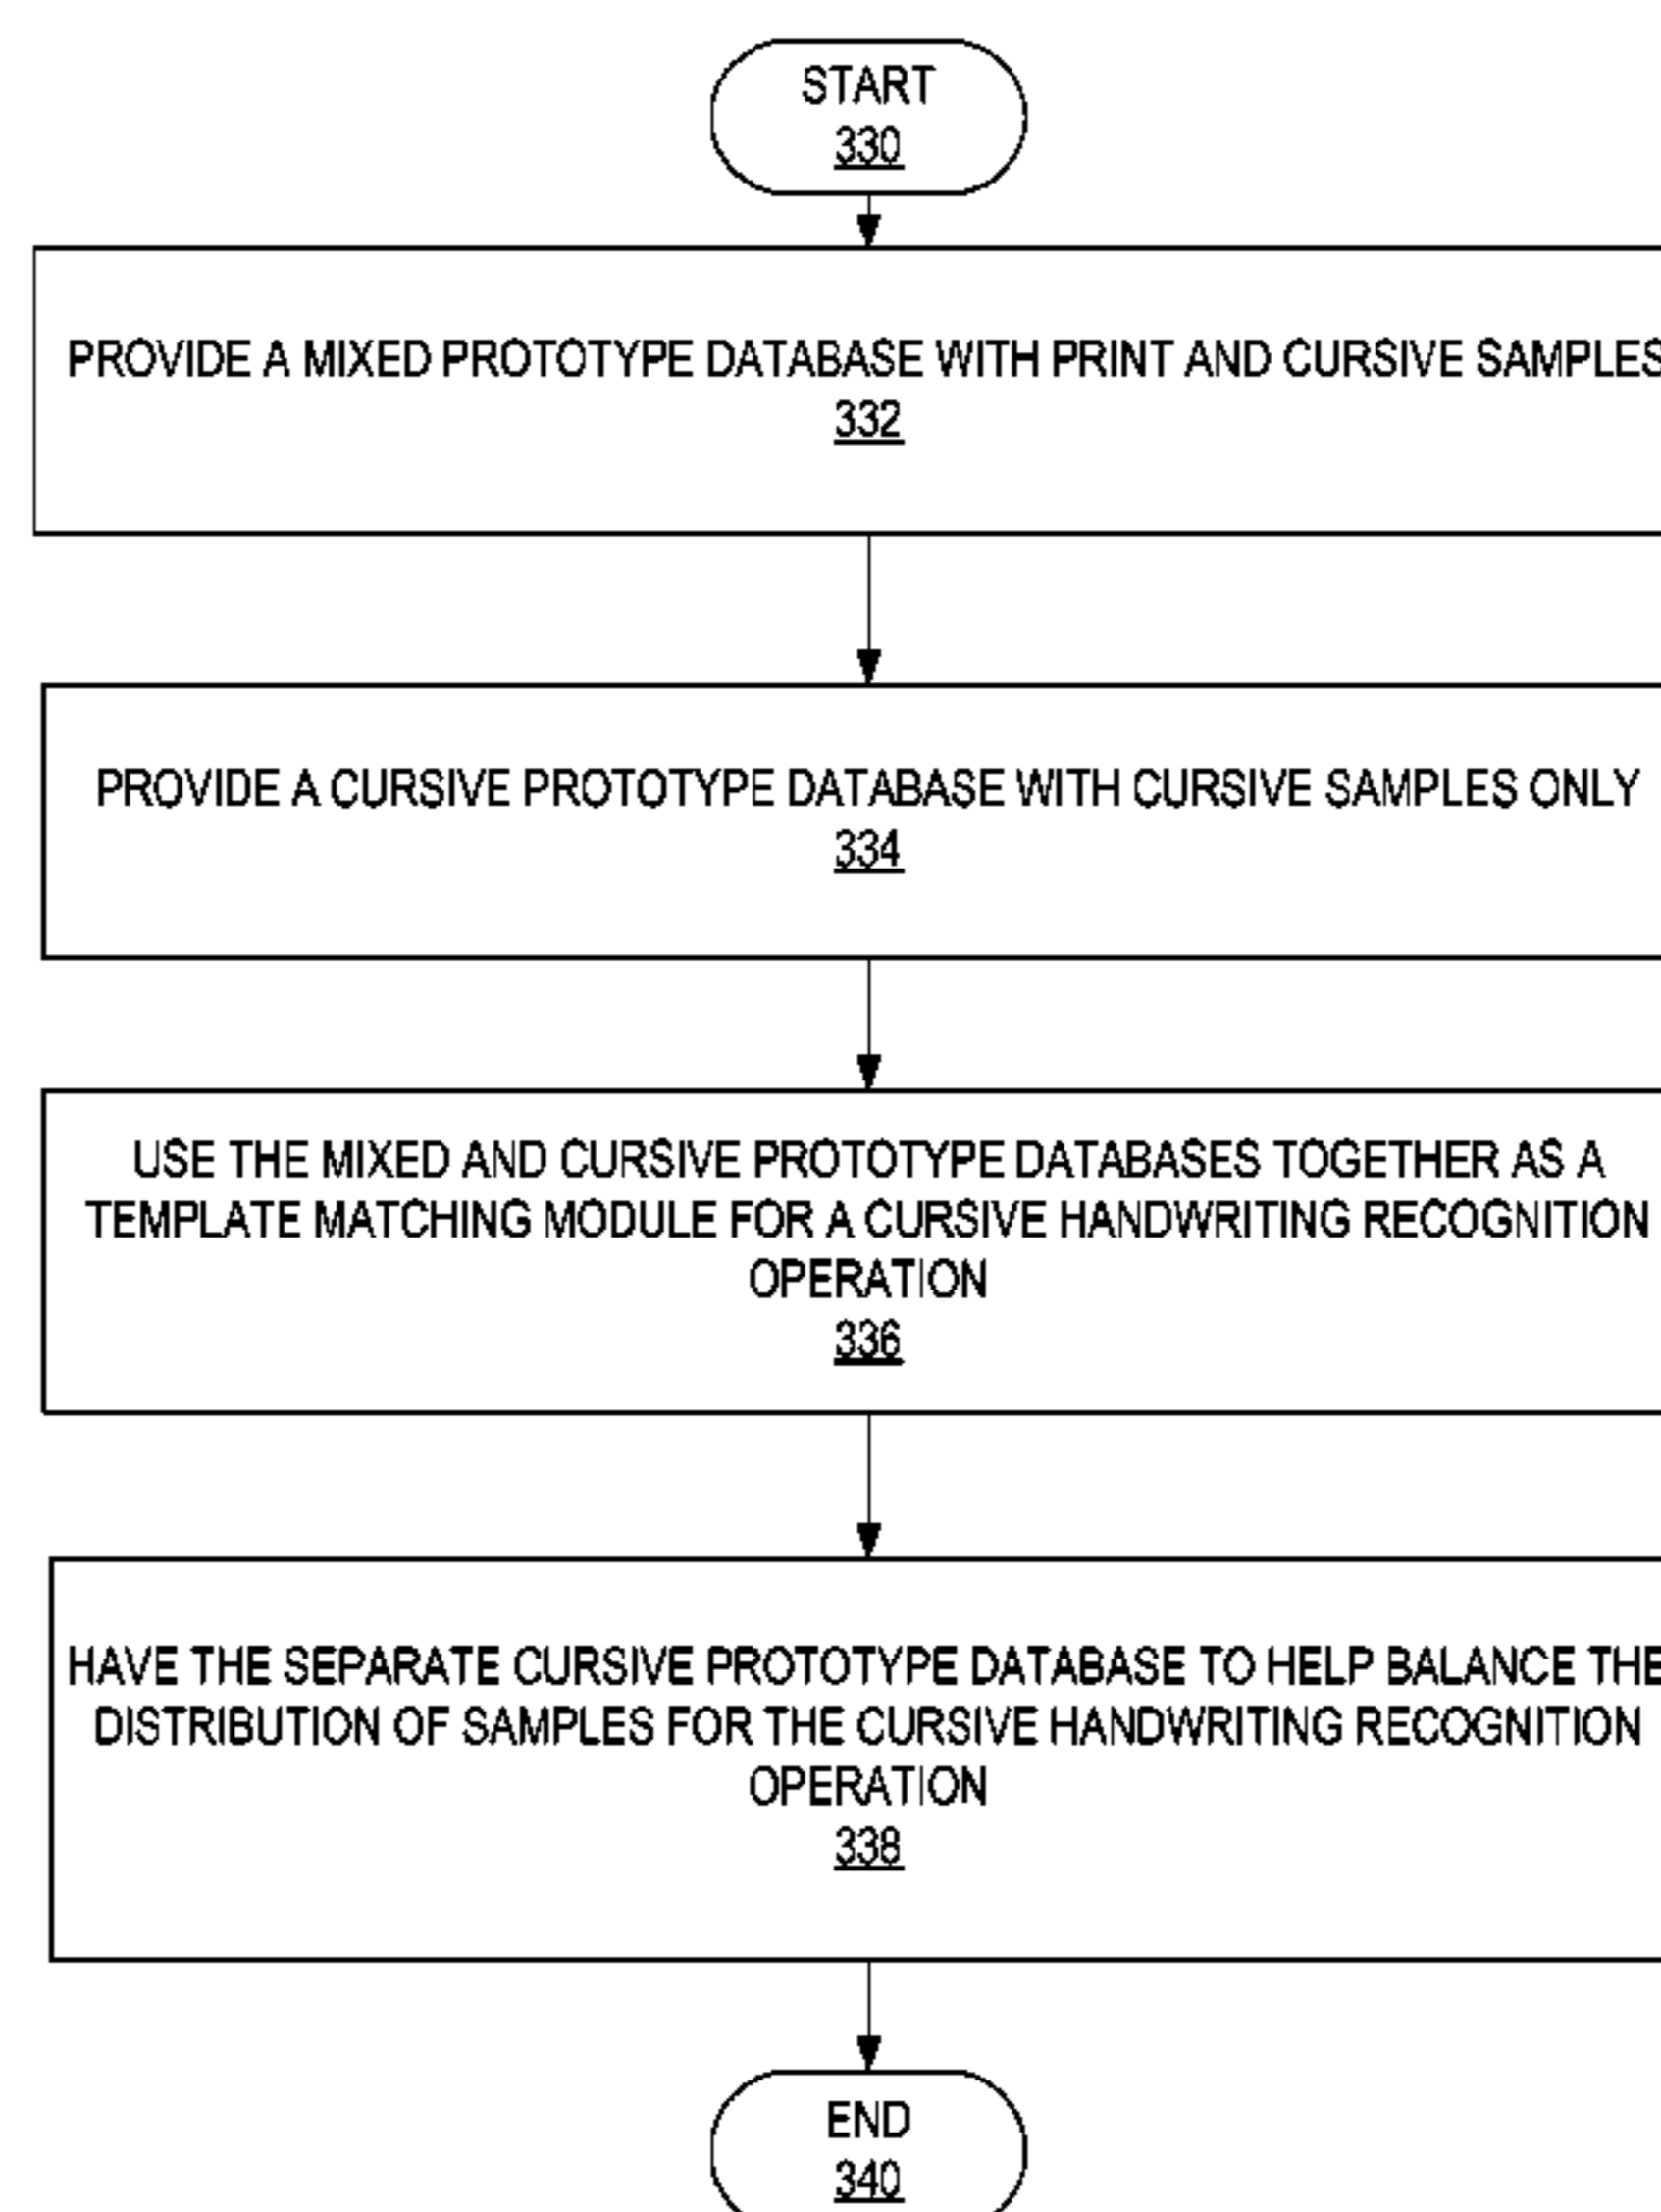 START
330
PROVIDE A MIXED PROTOTYPE DATABASE WITH PRINT AND CURSIVE SAMPLES
332
PROVIDE A CURSIVE PROTOTYPE DATABASE WITH CURSIVE SAMPLES ONLY
334
USE THE MIXED AND CURSIVE PROTOTYPE DATABASES TOGETHER AS A
TEMPLATE MATCHING MODULE FOR A CURSIVE HANDWRITING RECOGNITION
OPERATION
336
HAVE THE SEPARATE CURSIVE PROTOTYPE DATABASE TO HELP BALANCE THE
DISTRIBUTION OF SAMPLES FOR THE CURSIVE HANDWRITING RECOGNITION
OPERATION
338
END
340